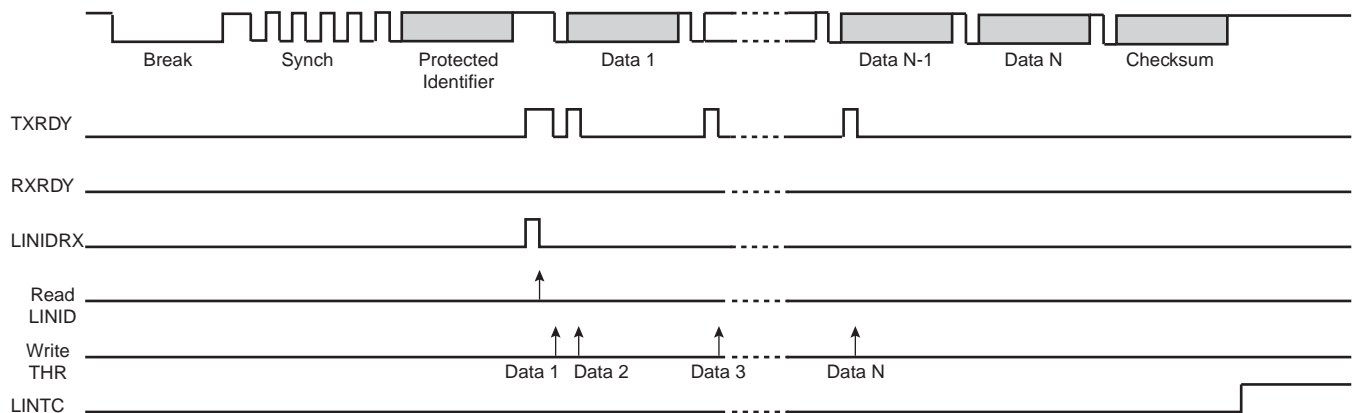 Break Synch Protected Data 1 Data N-1 Data N Checksum
Identifier
TXRDY
RXRDY
LINIDRX
Read
LINID
Write
THR
Data 1 Data 2 Data 3 Data N
LINTC